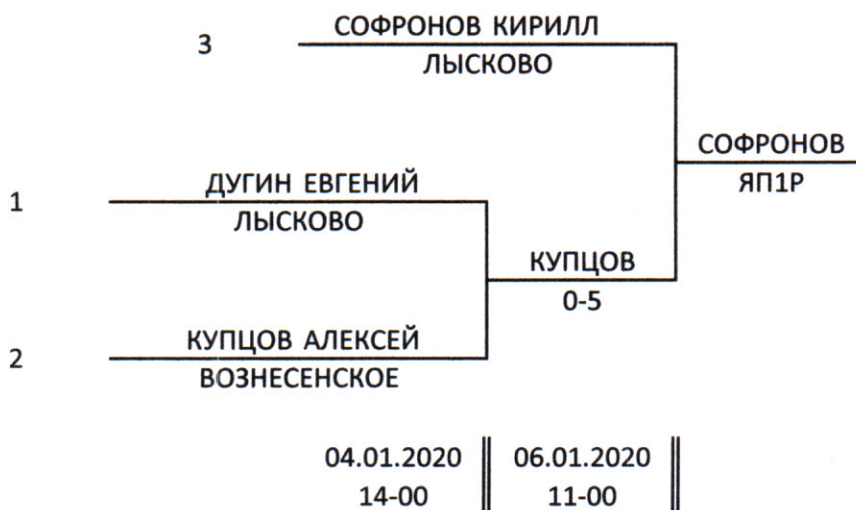 СОФРОНОВ КИРИЛЛ
3
ЛЫСКОВО
СОФРОНОВ
ЯП1Р
ДУГИН ЕВГЕНИЙ
1
ЛЫСКОВО
КУПЦОВ
0-5
КУПЦОВ АЛЕКСЕЙ
2
ВОЗНЕСЕНСКОЕ
04.01.2020 06.01.2020
14-00 11-00